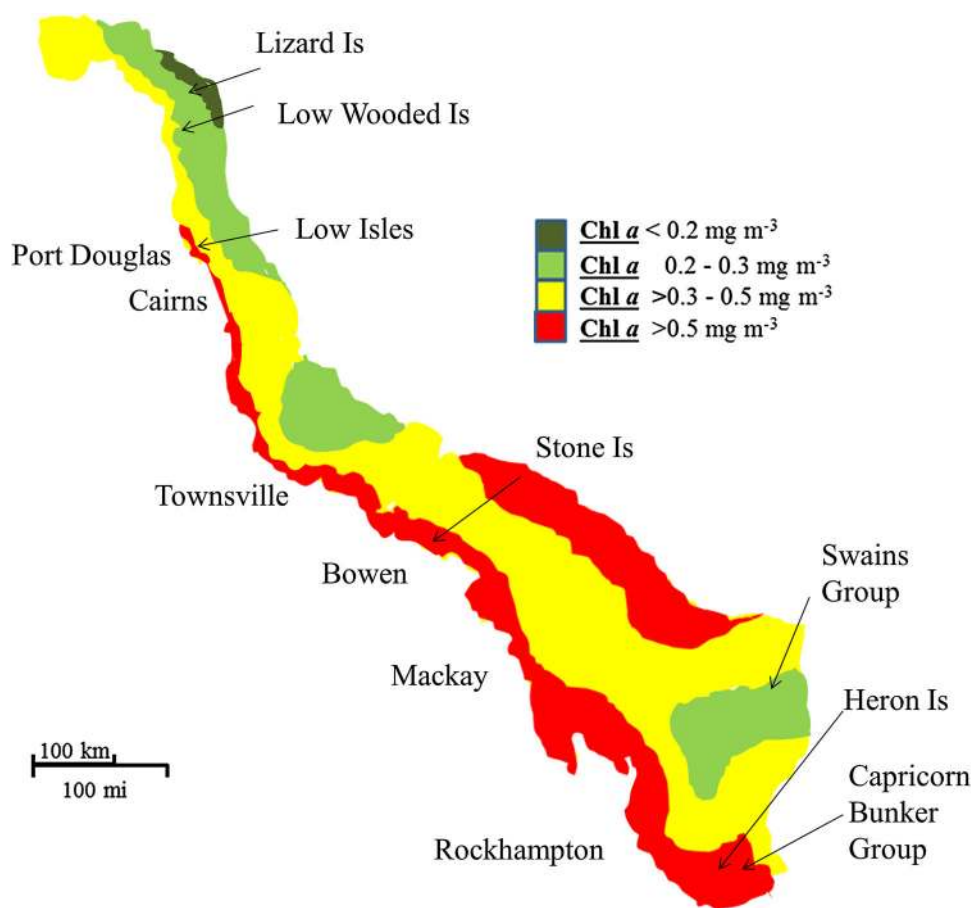 Lizard Is
Low Wooded Is
Chl a < 0.2 mg m⁻³
Low Isles
Port Douglas
Chl a 0.2 - 0.3 mg m⁻³
Cairns
Chl a >0.3 - 0.5 mg m⁻³
Chl a >0.5 mg m⁻³
Stone Is
Townsville
Bowen
Swains
Group
Mackay
Heron Is
100 km
100 mi
Capricorn
Bunker
Group
Rockhampton